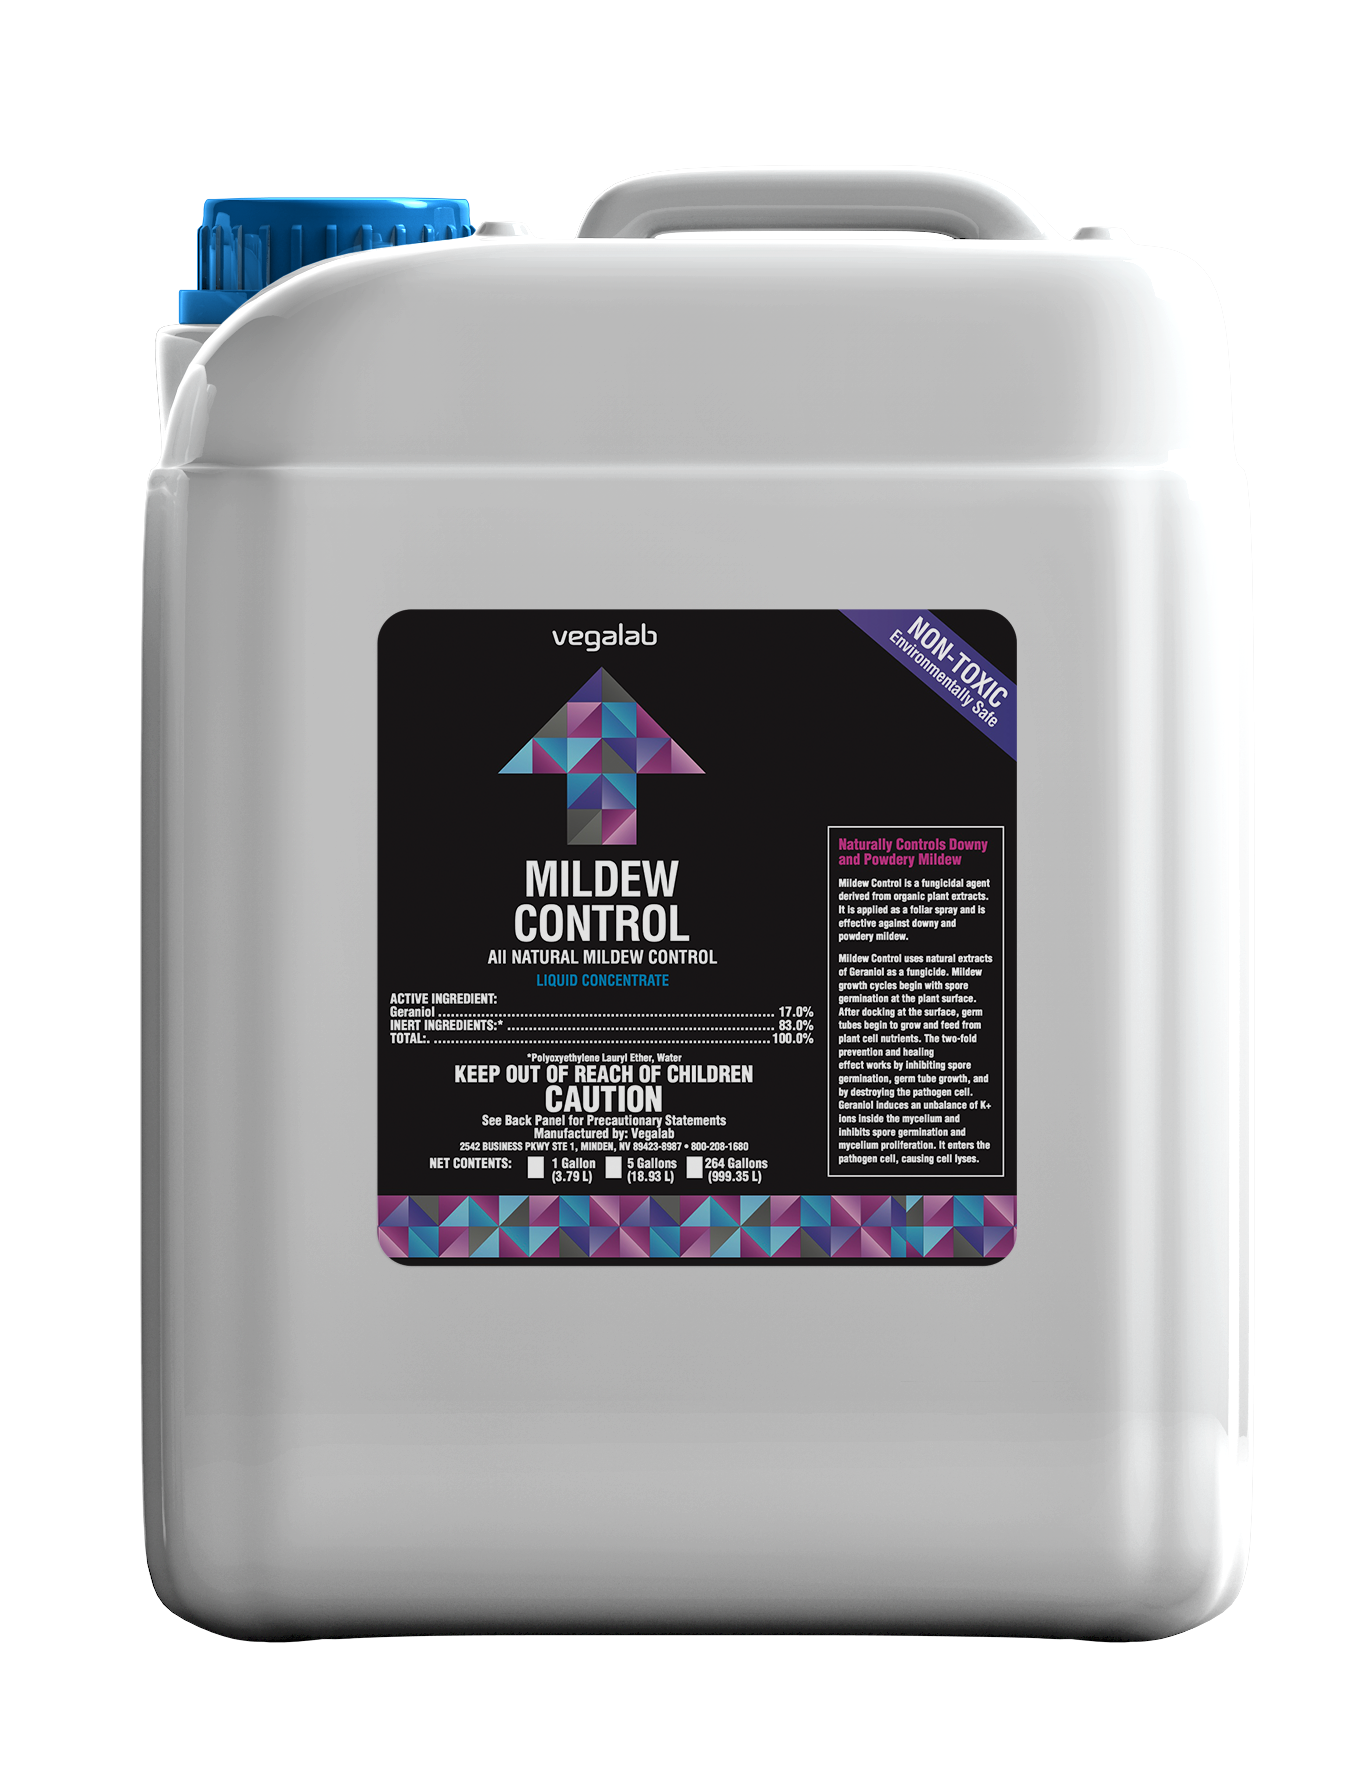 vegalab
NON-TOXIC
Environmentally Safe
MILDEW
CONTROL
All NATURAL MILDEW CONTROL
LIQUID CONCENTRATE
ACTIVE INGREDIENT:
Geraniol ........................................................................ 17.0%
INERT INGREDIENTS:* ......................................................... 83.0%
TOTAL:. ........................................................................ 100.0%
*Polyoxyethylene Lauryl Ether, Water
KEEP OUT OF REACH OF CHILDREN
CAUTION
See Back Panel for Precautionary Statements
Manufactured by: Vegalab
2542 BUSINESS PKWY STE 1, MINDEN, NV 89423-8987 • 800-208-1680
NET CONTENTS: 1 Gallon 5 Gallons 264 Gallons
(3.79 L) (18.93 L) (999.35 L)
Naturally Controls Downy
and Powdery Mildew
Mildew Control is a fungicidal agent
derived from organic plant extracts.
It is applied as a foliar spray and is
effective against downy and
powdery mildew.
Mildew Control uses natural extracts
of Geraniol as a fungicide. Mildew
growth cycles begin with spore
germination at the plant surface.
After docking at the surface, germ
tubes begin to grow and feed from
plant cell nutrients. The two-fold
prevention and healing
effect works by inhibiting spore
germination, germ tube growth, and
by destroying the pathogen cell.
Geraniol induces an unbalance of K+
ions inside the mycelium and
inhibits spore germination and
mycelium proliferation. It enters the
pathogen cell, causing cell lyses.